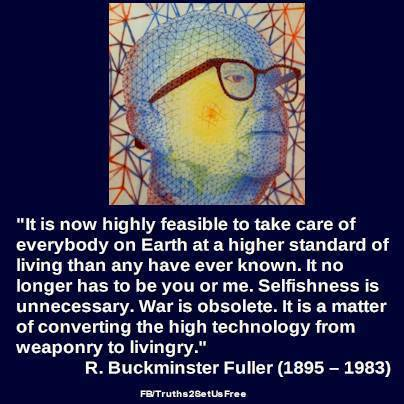 "It is now highly feasible to take care of
everybody on Earth at a higher standard of
living than any have ever known. It no
longer has to be you or me. Selfishness is
unnecessary. War is obsolete. It is a matter
of converting the high technology from
weaponry to livingry."
R. Buckminster Fuller (1895 – 1983)
FB/Truths2SetUsFree